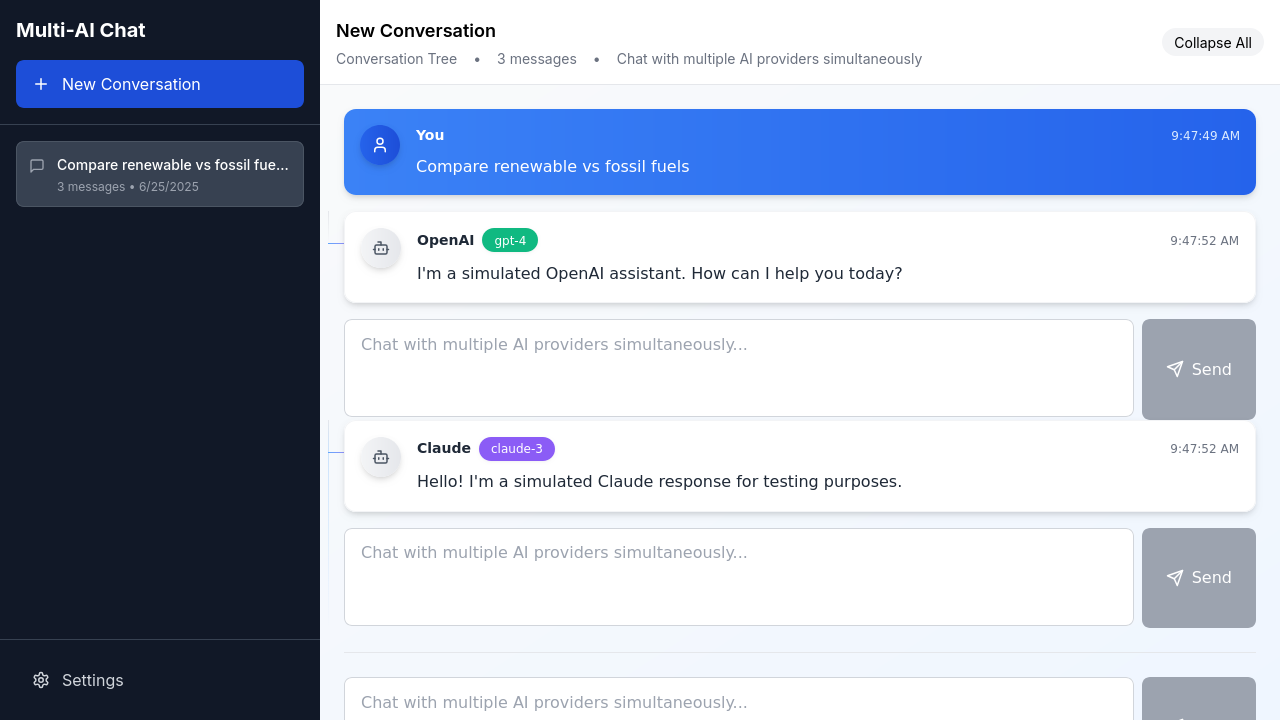 Multi-AI Chat
New Conversation
Compare renewable vs fossil fue...
3 messages • 6/25/2025
Settings
New Conversation
Conversation Tree • 3 messages • Chat with multiple AI providers simultaneously
Collapse All
You 9:47:49 AM
Compare renewable vs fossil fuels
OpenAI gpt-4 9:47:52 AM
I'm a simulated OpenAI assistant. How can I help you today?
Chat with multiple AI providers simultaneously...
Send
Claude claude-3 9:47:52 AM
Hello! I'm a simulated Claude response for testing purposes.
Chat with multiple AI providers simultaneously...
Send
Chat with multiple AI providers simultaneously...